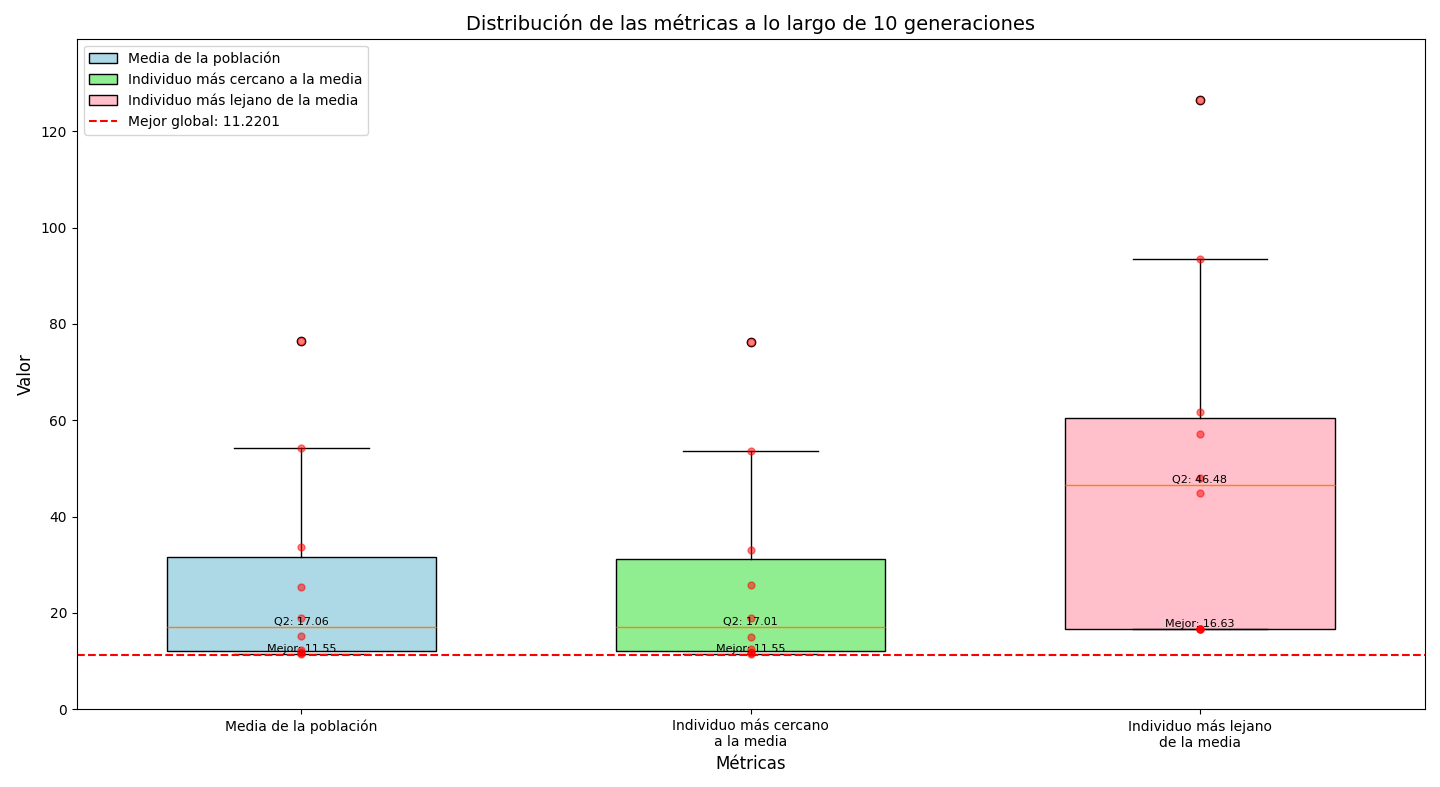 Distribución de las métricas a lo largo de 10 generaciones
Media de la población
Individuo más cercano a la media
Individuo más lejano de la media
Mejor global: 11.2201
Valor
120
100
80
60
40
20
0
Q2: 17.06
Mejor: 11.55
Q2: 17.01
Mejor: 11.55
Q2: 46.48
Mejor: 16.63
Media de la población
Individuo más cercano
a la media
Individuo más lejano
de la media
Métricas